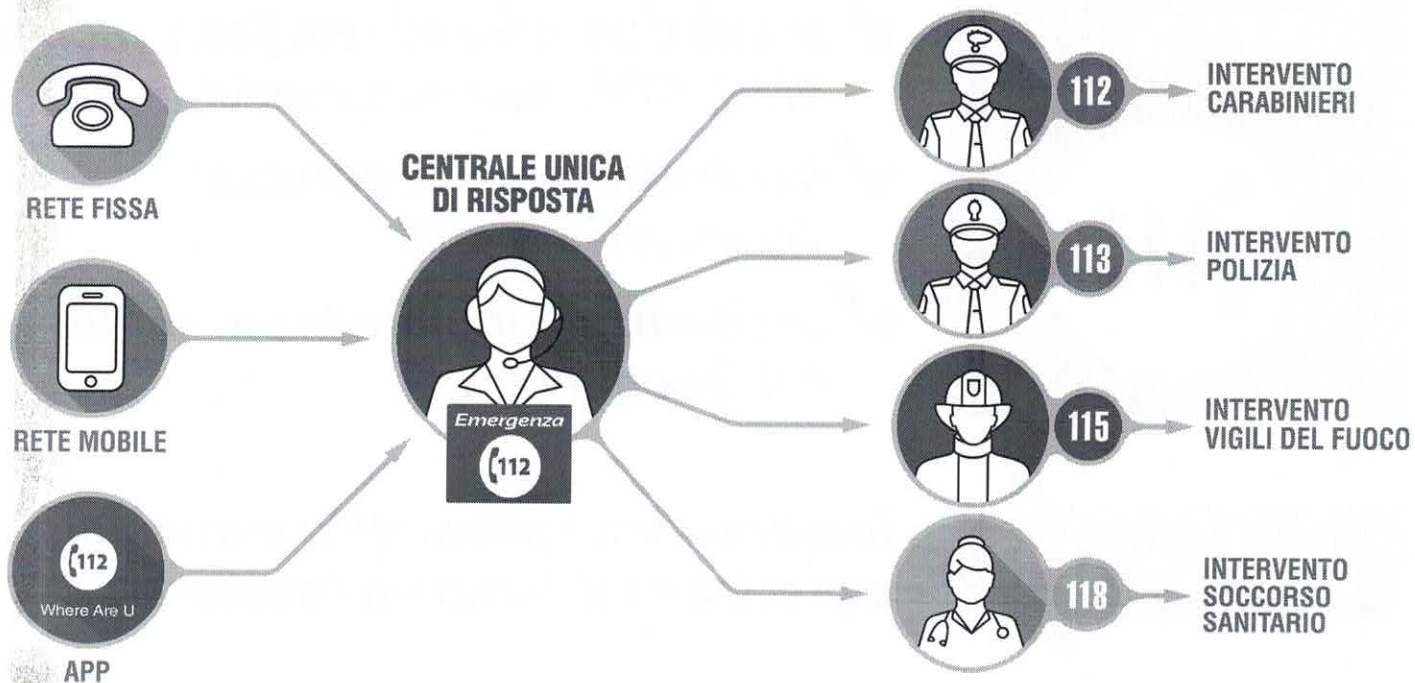 RETE FISSA
RETE MOBILE
112
Where Are U
APP
CENTRALE UNICA
DI RISPOSTA
Emergenza
112
112
INTERVENTO
CARABINIERI
113
INTERVENTO
POLIZIA
115
INTERVENTO
VIGILI DEL FUOCO
118
INTERVENTO
SOCCORSO
SANITARIO